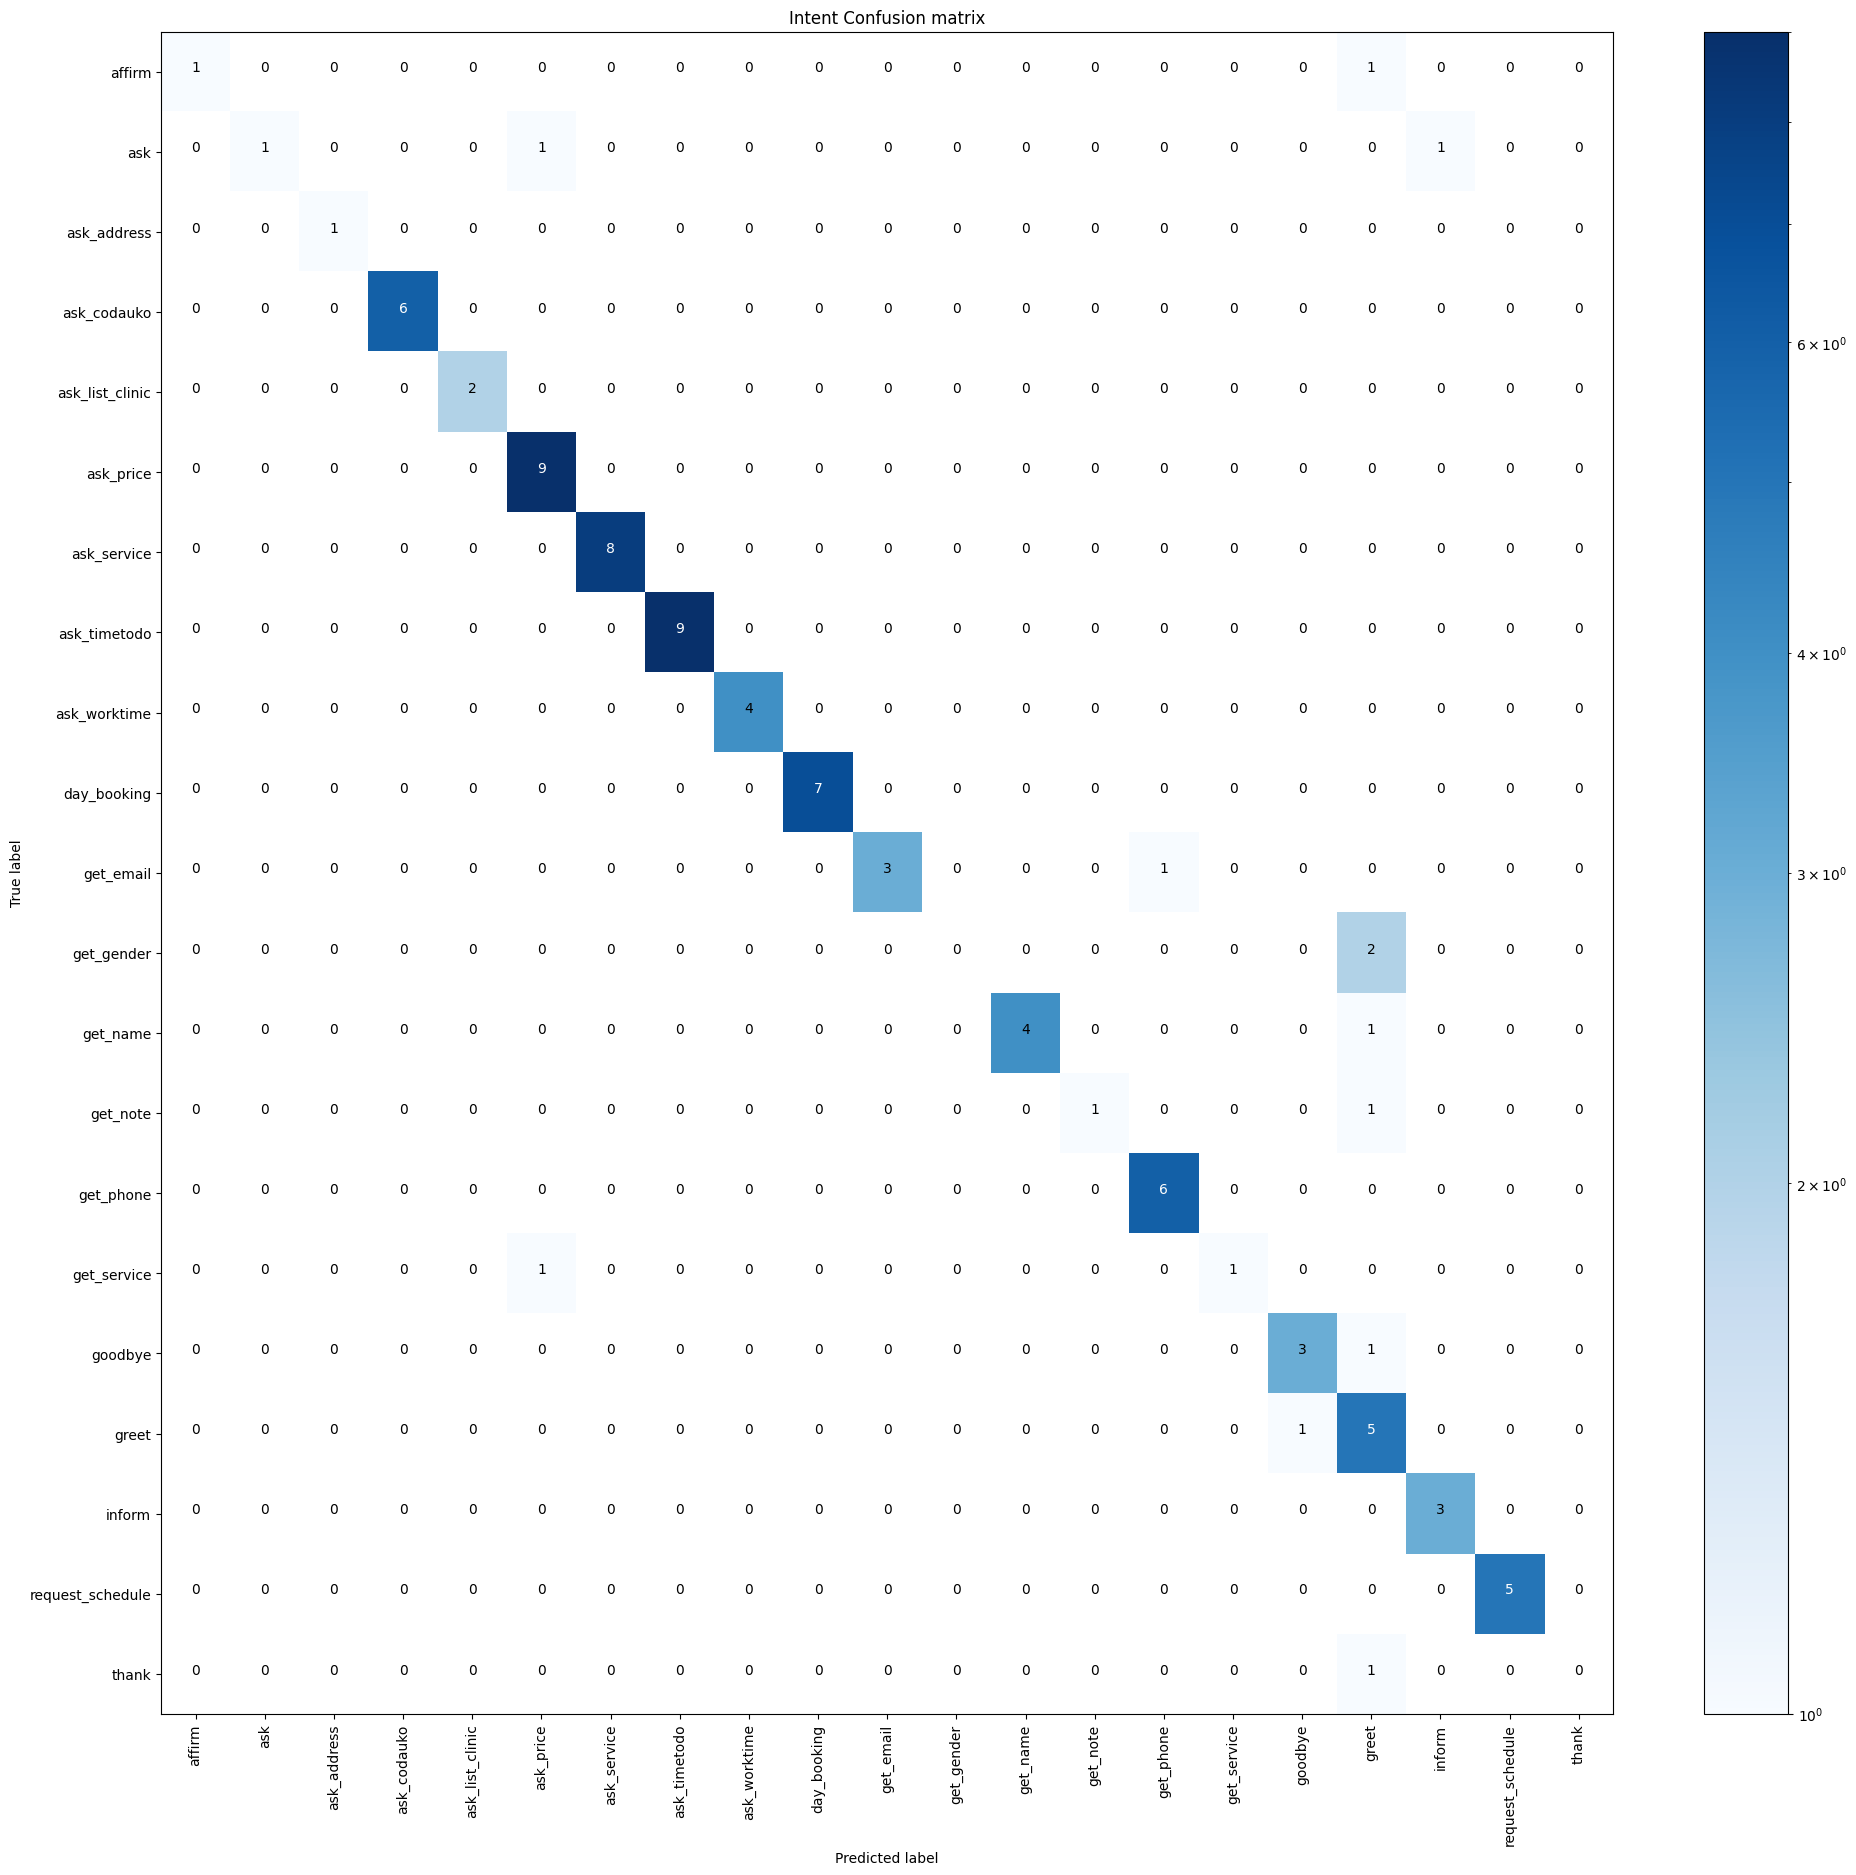 Intent Confusion matrix
affirm 1 0 0 0 0 0 0 0 0 0 0 0 0 0 0 0 0 1 0 0 0
ask 0 1 0 0 0 1 0 0 0 0 0 0 0 0 0 0 0 0 1 0 0
ask_address 0 0 1 0 0 0 0 0 0 0 0 0 0 0 0 0 0 0 0 0 0
ask_codauko 0 0 0 6 0 0 0 0 0 0 0 0 0 0 0 0 0 0 0 0 0
6 × 10⁰
ask_list_clinic 0 0 0 0 2 0 0 0 0 0 0 0 0 0 0 0 0 0 0 0 0
ask_price 0 0 0 0 0 9 0 0 0 0 0 0 0 0 0 0 0 0 0 0 0
ask_service 0 0 0 0 0 0 8 0 0 0 0 0 0 0 0 0 0 0 0 0 0
ask_timetodo 0 0 0 0 0 0 0 9 0 0 0 0 0 0 0 0 0 0 0 0 0
4 × 10⁰
ask_worktime 0 0 0 0 0 0 0 0 4 0 0 0 0 0 0 0 0 0 0 0 0
day_booking 0 0 0 0 0 0 0 0 0 7 0 0 0 0 0 0 0 0 0 0 0
True label
get_email 0 0 0 0 0 0 0 0 0 0 3 0 0 0 1 0 0 0 0 0 0
3 × 10⁰
get_gender 0 0 0 0 0 0 0 0 0 0 0 0 0 0 0 0 0 2 0 0 0
get_name 0 0 0 0 0 0 0 0 0 0 0 0 4 0 0 0 0 1 0 0 0
get_note 0 0 0 0 0 0 0 0 0 0 0 0 0 1 0 0 0 1 0 0 0
get_phone 0 0 0 0 0 0 0 0 0 0 0 0 0 0 6 0 0 0 0 0 0
2 × 10⁰
get_service 0 0 0 0 0 1 0 0 0 0 0 0 0 0 0 1 0 0 0 0 0
goodbye 0 0 0 0 0 0 0 0 0 0 0 0 0 0 0 0 3 1 0 0 0
greet 0 0 0 0 0 0 0 0 0 0 0 0 0 0 0 0 1 5 0 0 0
inform 0 0 0 0 0 0 0 0 0 0 0 0 0 0 0 0 0 0 3 0 0
request_schedule 0 0 0 0 0 0 0 0 0 0 0 0 0 0 0 0 0 0 0 5 0
thank 0 0 0 0 0 0 0 0 0 0 0 0 0 0 0 0 0 1 0 0 0
10⁰
affirm
ask
ask_address
ask_codauko
ask_list_clinic
ask_price
ask_service
ask_timetodo
ask_worktime
day_booking
get_email
get_gender
get_name
get_note
get_phone
get_service
goodbye
greet
inform
request_schedule
thank
Predicted label